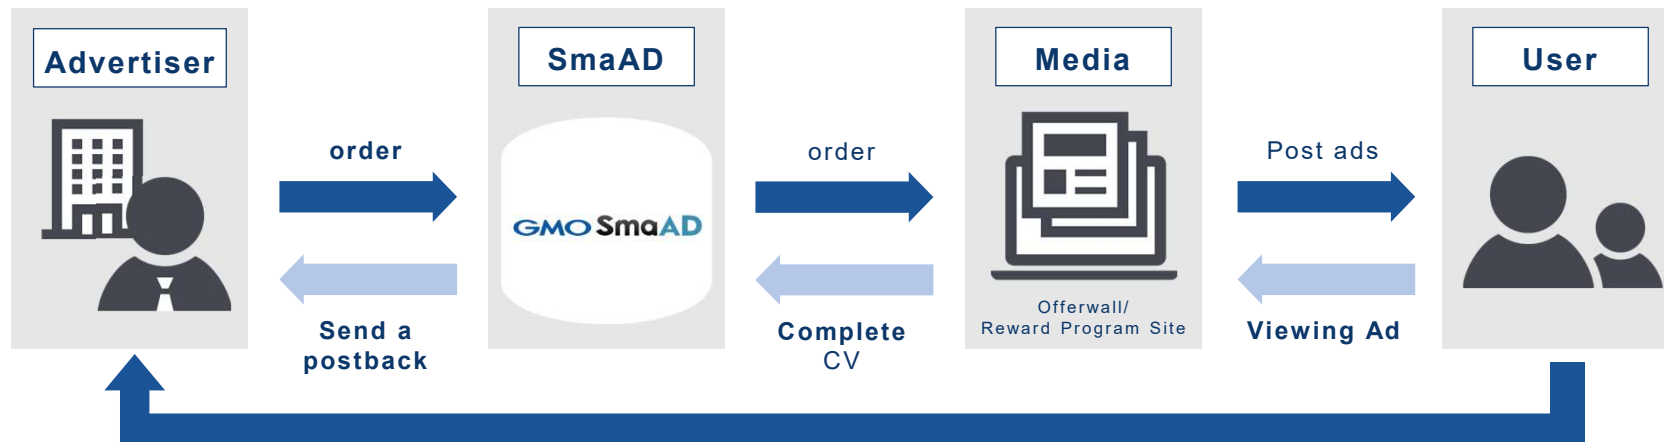 Advertiser
SmaAD
Media
User
order
order
Post ads
GMO SmaAD
Offerwall/
Reward Program Site
Send a
postback
Complete
CV
Viewing Ad